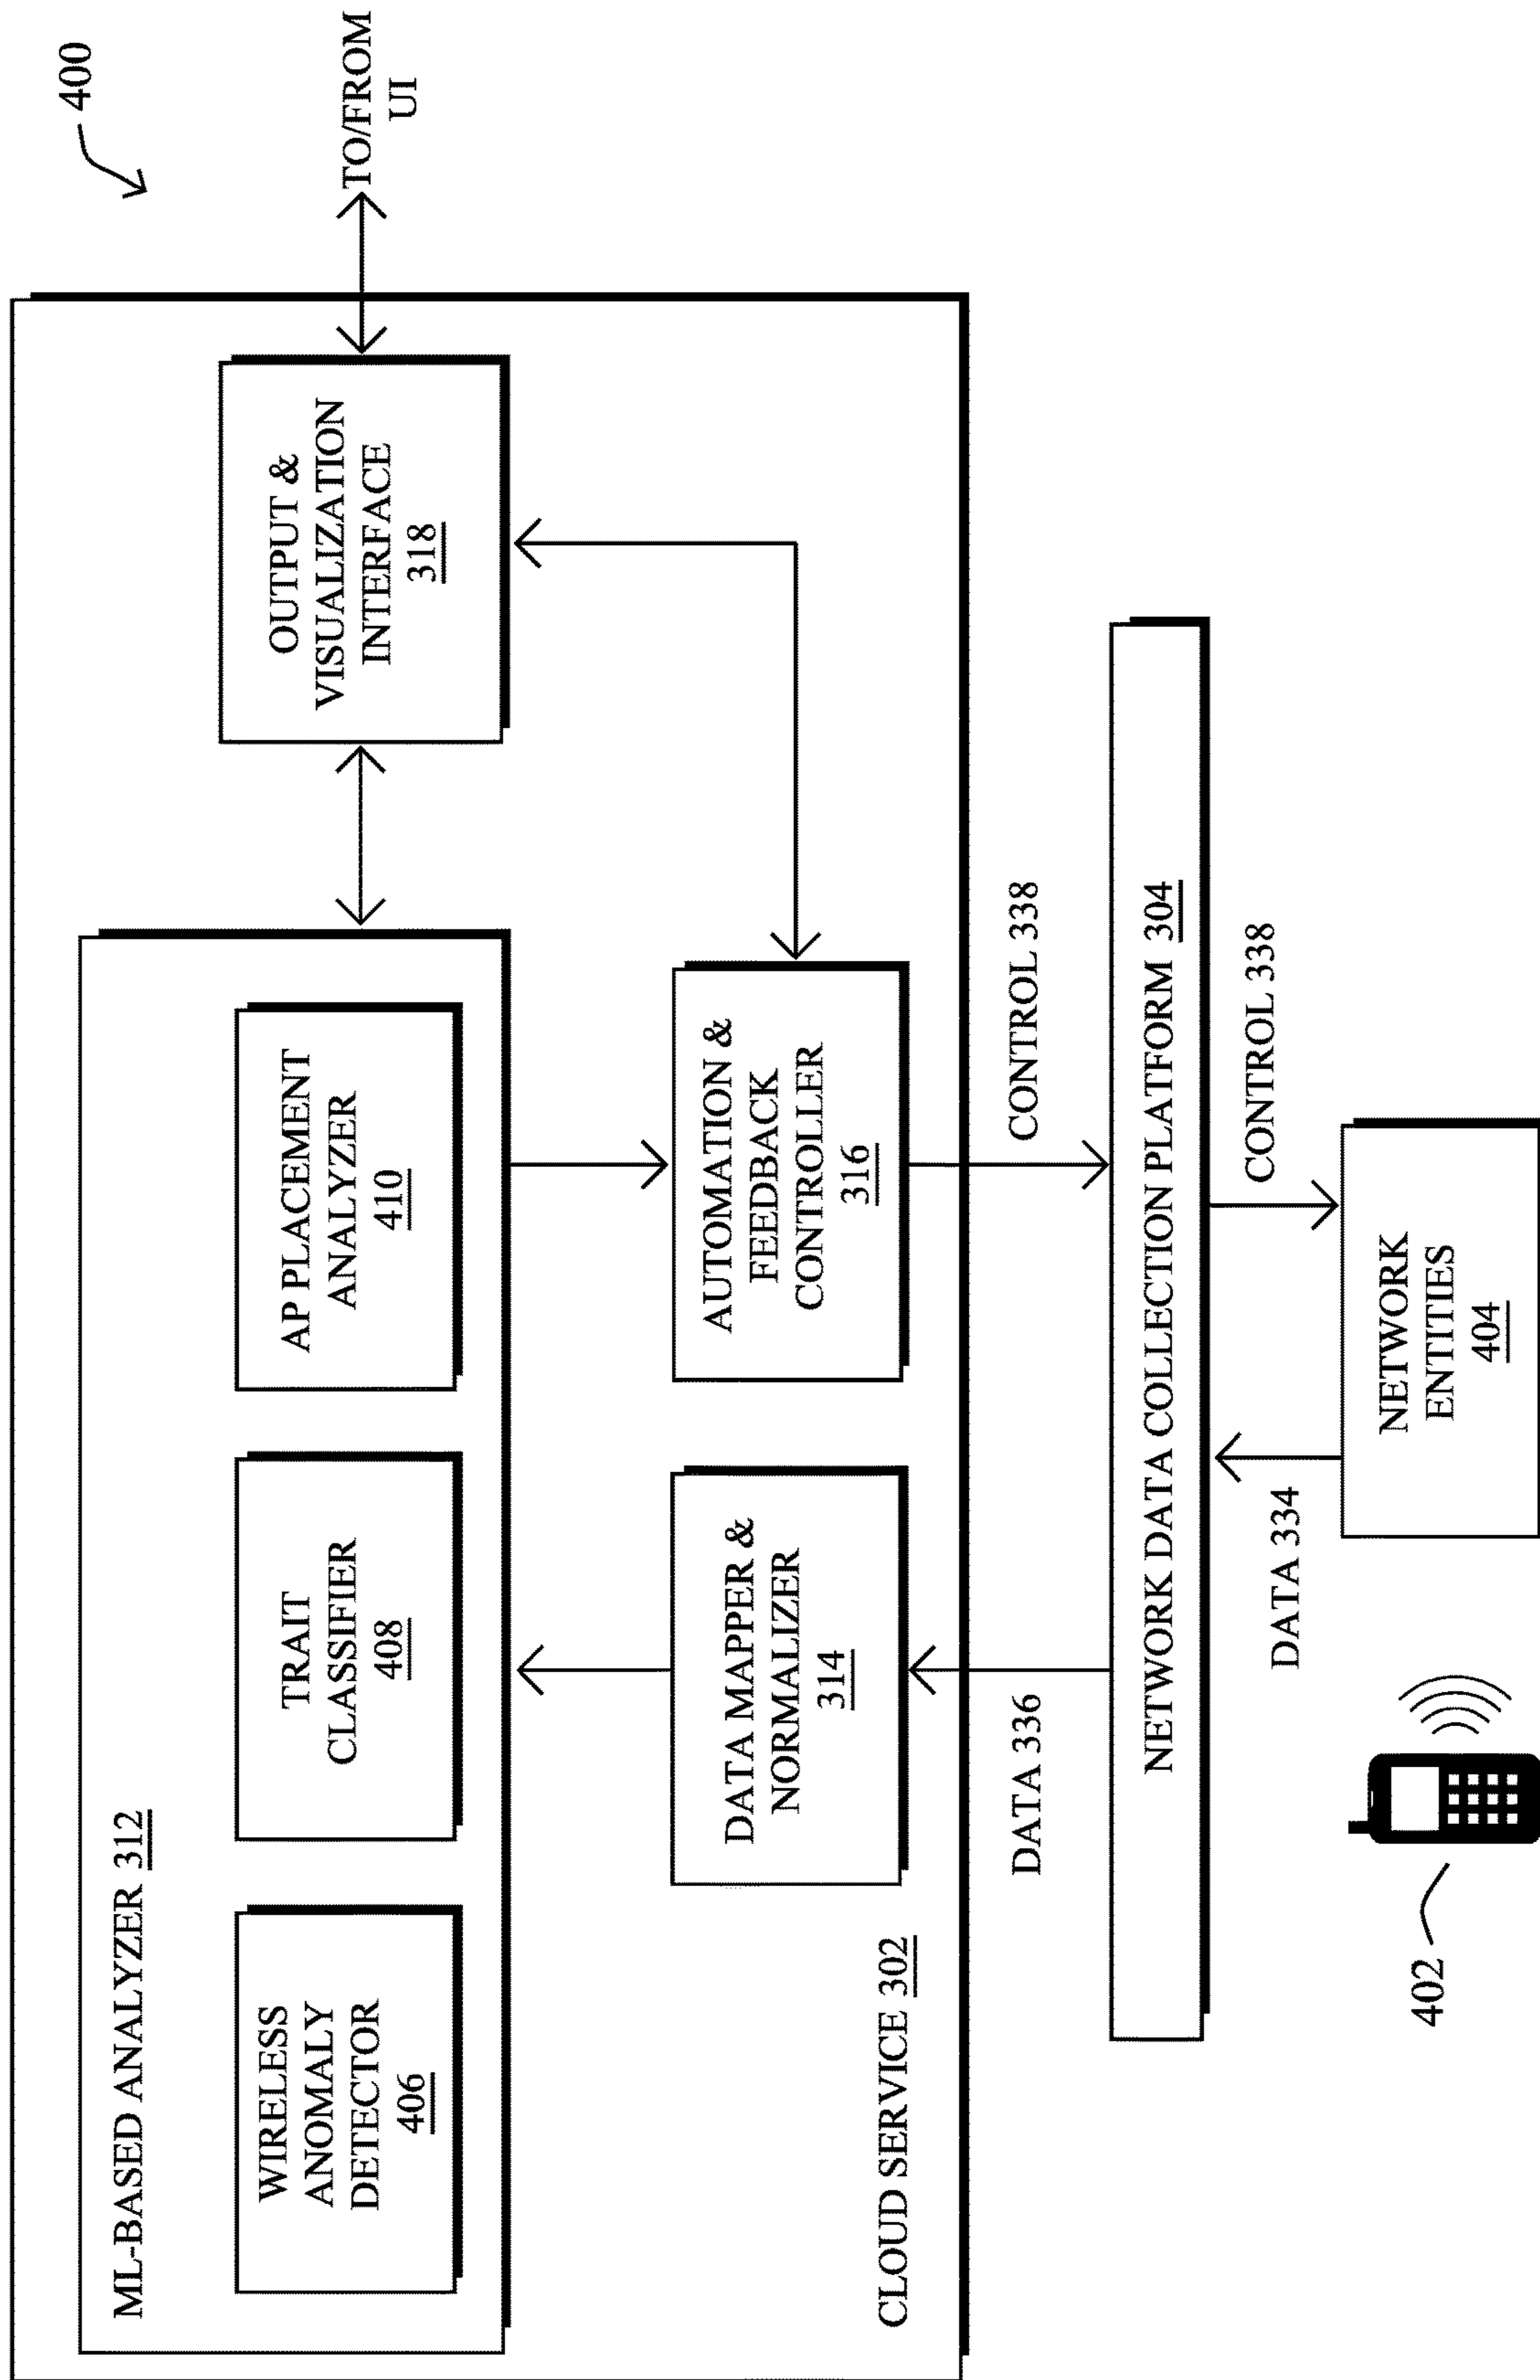 400
ML-BASED ANALYZER 312
WIRELESS
ANOMALY
DETECTOR
406
TRAIT
CLASSIFIER
408
AP PLACEMENT
ANALYZER
410
OUTPUT &
VISUALIZATION
INTERFACE
318
TO/FROM
UI
DATA MAPPER &
NORMALIZER
314
AUTOMATION &
FEEDBACK
CONTROLLER
316
CLOUD SERVICE 302
DATA 336
CONTROL 338
NETWORK DATA COLLECTION PLATFORM 304
DATA 334
CONTROL 338
402
NETWORK
ENTITIES
404